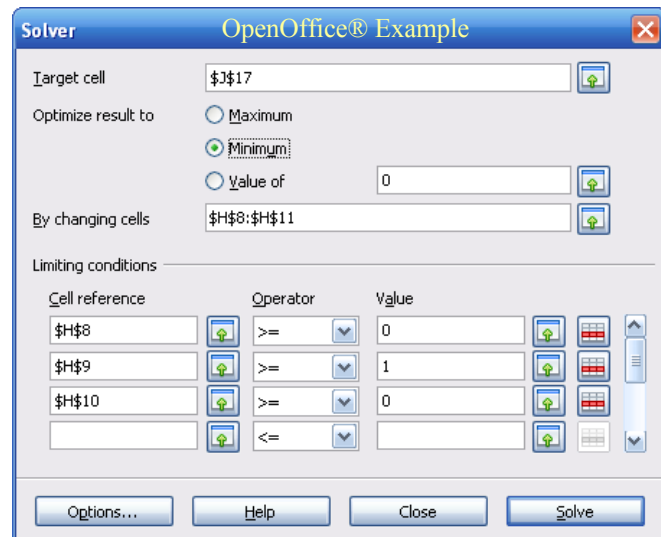 Solver
OpenOffice® Example
Target cell
$J$17
Optimize result to
Maximum
Minimum
Value of
0
By changing cells
$H$8:$H$11
Limiting conditions
Cell reference
Operator
Value
$H$8
>=
0
$H$9
>=
1
$H$10
>=
0
<=
Options...
Help
Close
Solve